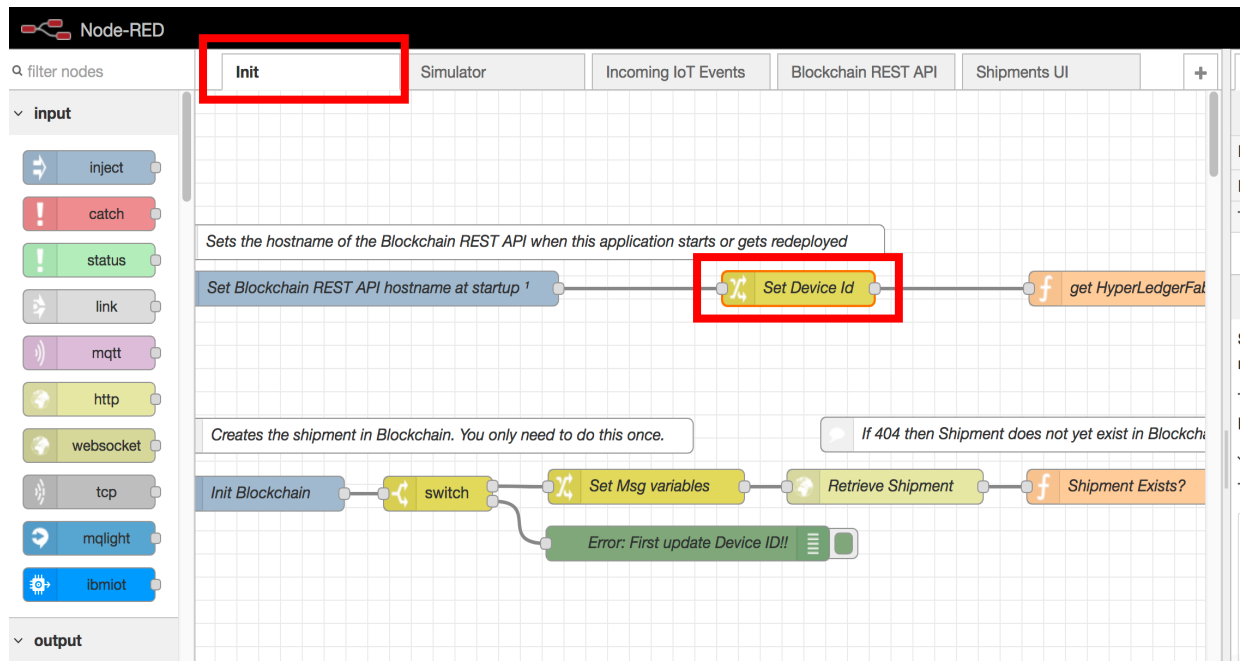 Node-RED
filter nodes
Init
Simulator
Incoming IoT Events
Blockchain REST API
Shipments UI
+
input
inject
catch
status
link
mqtt
http
websocket
tcp
mqlight
ibmiot
output
Sets the hostname of the Blockchain REST API when this application starts or gets redeployed
Set Blockchain REST API hostname at startup ¹
Set Device Id
get HyperLedgerFab
Creates the shipment in Blockchain. You only need to do this once.
If 404 then Shipment does not yet exist in Blockcha
Init Blockchain
switch
Set Msg variables
Retrieve Shipment
Shipment Exists?
Error: First update Device ID!!